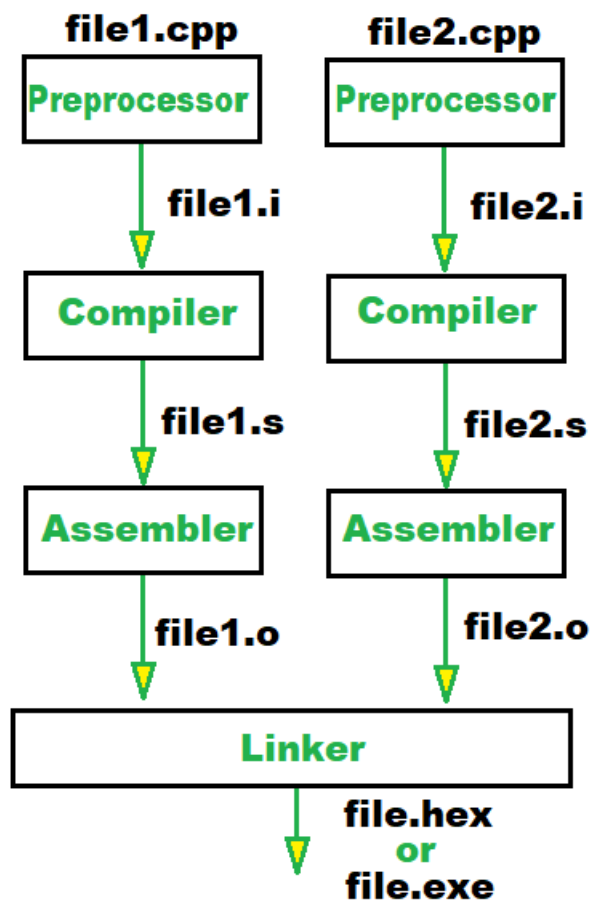 file1.cpp
file2.cpp
Preprocessor
Preprocessor
file1.i
file2.i
Compiler
Compiler
file1.s
file2.s
Assembler
Assembler
file1.o
file2.o
Linker
file.hex
or
file.exe